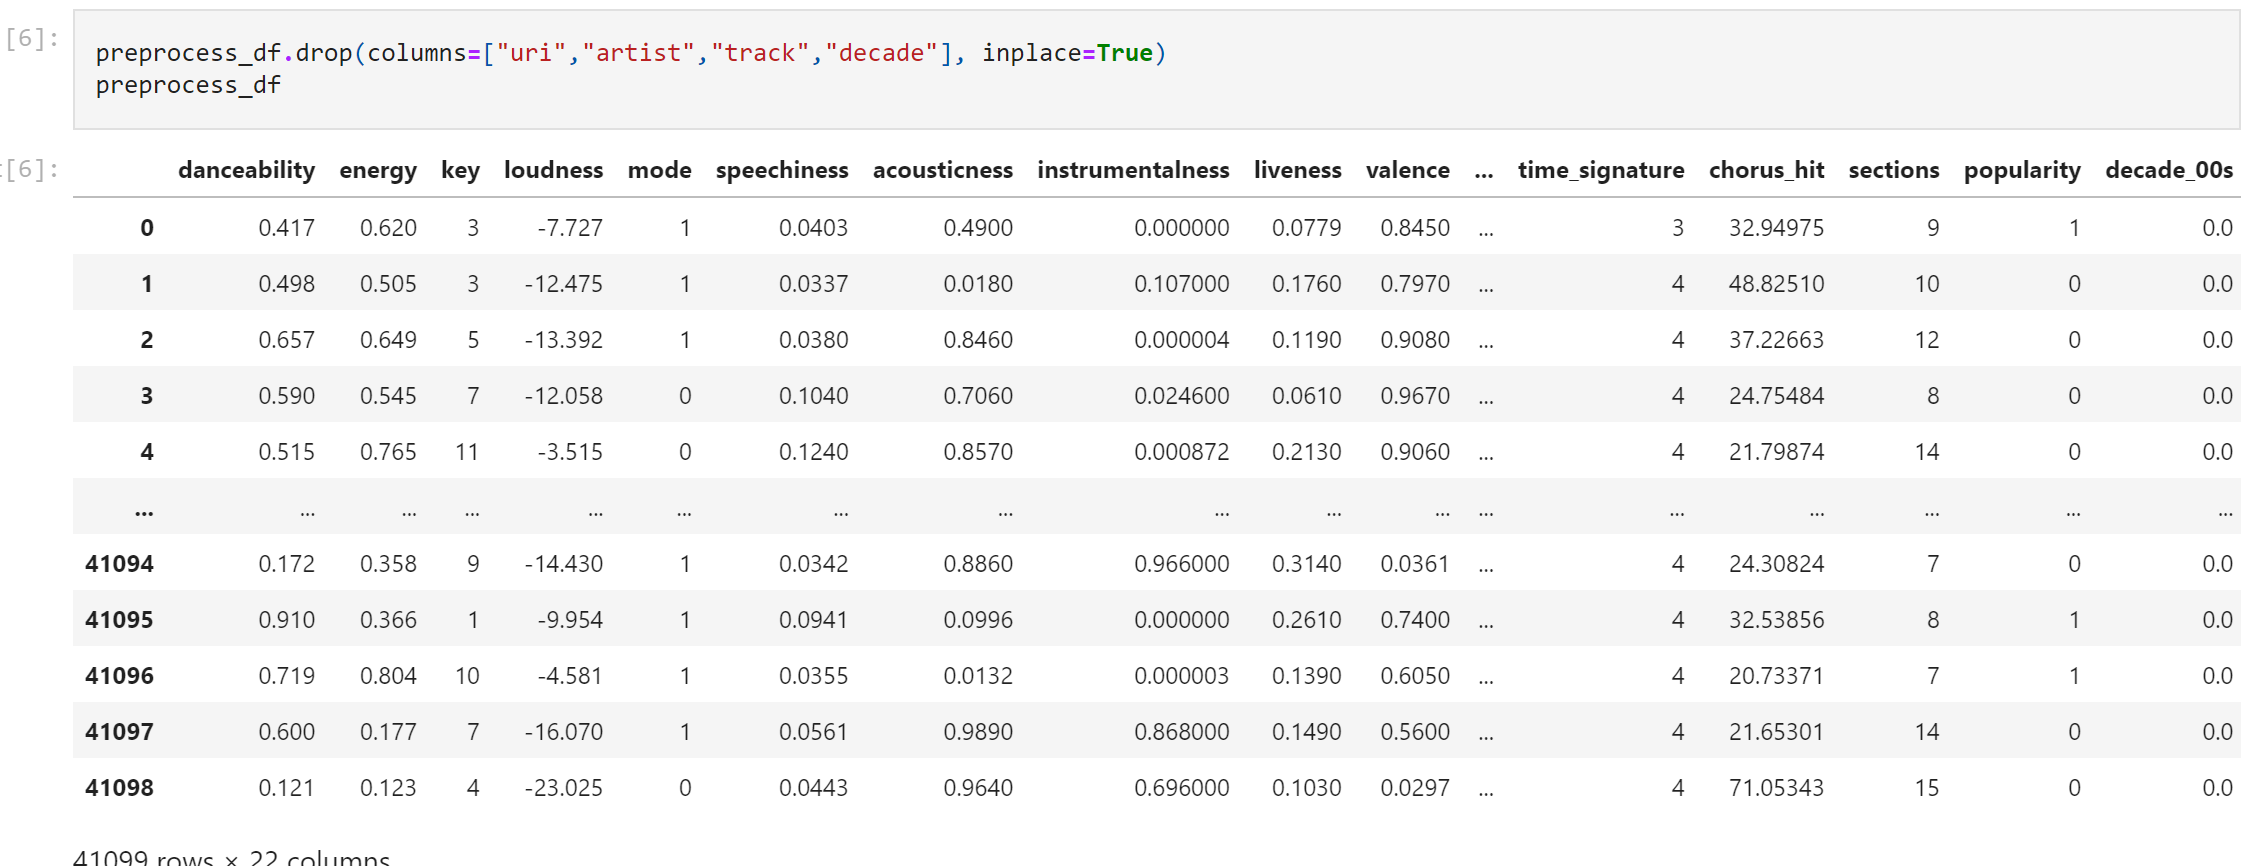 [6]:
preprocess_df.drop(columns=["uri","artist","track","decade"], inplace=True)
preprocess_df
t[6]:
danceability energy key loudness mode speechiness acousticness instrumentalness liveness valence ... time_signature chorus_hit sections popularity decade_00s
0 0.417 0.620 3 -7.727 1 0.0403 0.4900 0.000000 0.0779 0.8450 ... 3 32.94975 9 1 0.0
1 0.498 0.505 3 -12.475 1 0.0337 0.0180 0.107000 0.1760 0.7970 ... 4 48.82510 10 0 0.0
2 0.657 0.649 5 -13.392 1 0.0380 0.8460 0.000004 0.1190 0.9080 ... 4 37.22663 12 0 0.0
3 0.590 0.545 7 -12.058 0 0.1040 0.7060 0.024600 0.0610 0.9670 ... 4 24.75484 8 0 0.0
4 0.515 0.765 11 -3.515 0 0.1240 0.8570 0.000872 0.2130 0.9060 ... 4 21.79874 14 0 0.0
... ... ... ... ... ... ... ... ... ... ... ... ... ... ... ... ...
41094 0.172 0.358 9 -14.430 1 0.0342 0.8860 0.966000 0.3140 0.0361 ... 4 24.30824 7 0 0.0
41095 0.910 0.366 1 -9.954 1 0.0941 0.0996 0.000000 0.2610 0.7400 ... 4 32.53856 8 1 0.0
41096 0.719 0.804 10 -4.581 1 0.0355 0.0132 0.000003 0.1390 0.6050 ... 4 20.73371 7 1 0.0
41097 0.600 0.177 7 -16.070 1 0.0561 0.9890 0.868000 0.1490 0.5600 ... 4 21.65301 14 0 0.0
41098 0.121 0.123 4 -23.025 0 0.0443 0.9640 0.696000 0.1030 0.0297 ... 4 71.05343 15 0 0.0
41099 rows × 22 columns